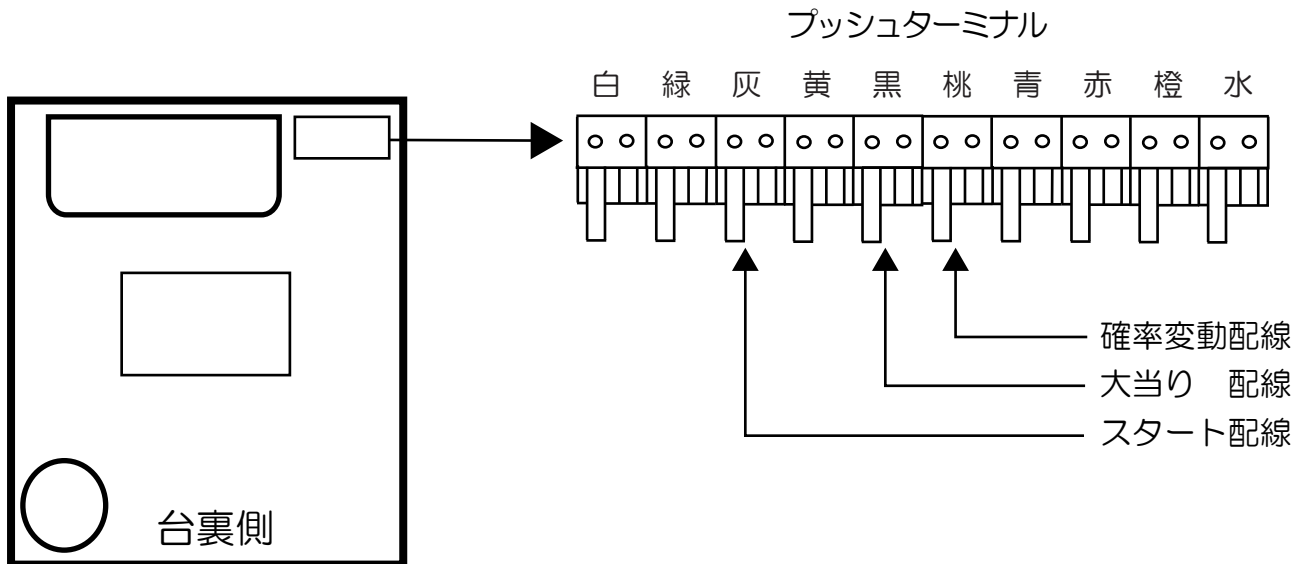 プッシュターミナル
白 緑 灰 黄 黒 桃 青 赤 橙 水
確率変動配線
大当り　配線
スタート配線
台裏側